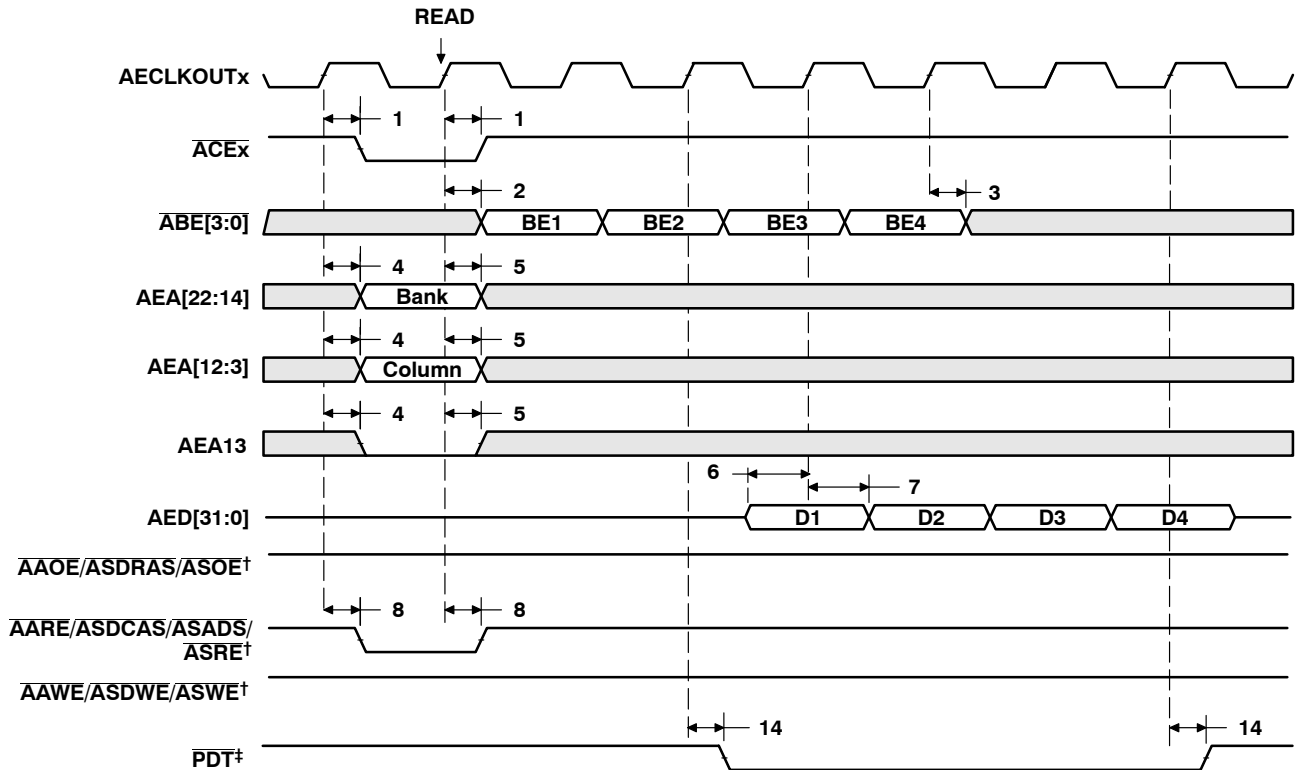 READ
AECLKOUTx
1 1
ACEx
2 3
ABE[3:0] BE1 BE2 BE3 BE4
4 5
AEA[22:14] Bank
4 5
AEA[12:3] Column
4 5
AEA13
6 7
AED[31:0] D1 D2 D3 D4
AAOE/ASDRAS/ASOE†
8 8
AARE/ASDCAS/ASADS/
ASRE†
AAWE/ASDWE/ASWE†
14 14
PDT‡